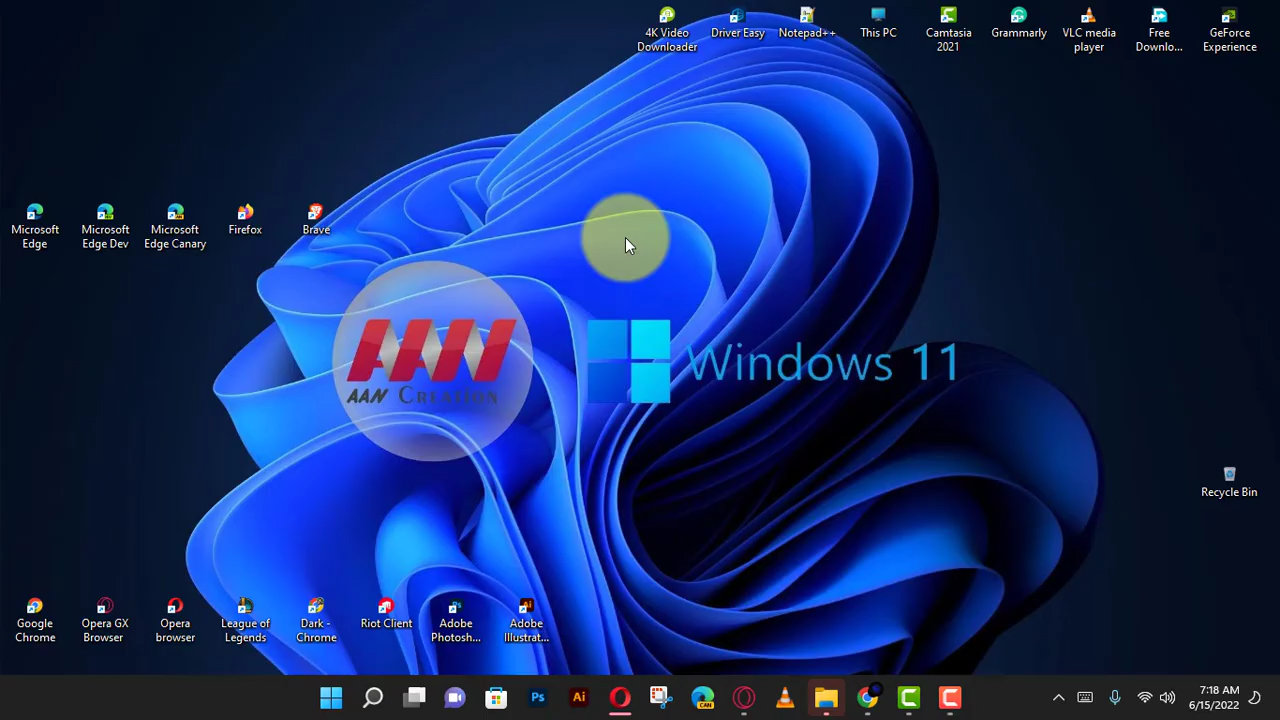 4K Video
Downloader
Driver Easy
Notepad++
This PC
Camtasia
2021
Grammarly
VLC media
player
Free
Downlo...
GeForce
Experience
Microsoft
Edge
Microsoft
Edge Dev
Microsoft
Edge Canary
Firefox
Brave
AAN
AAN Creation
Windows 11
Recycle Bin
Google
Chrome
Opera GX
Browser
Opera
browser
League of
Legends
Dark -
Chrome
Riot Client
Adobe
Photosh...
Adobe
Illustrat...
Ps
Ai
CAN
7:18 AM
6/15/2022